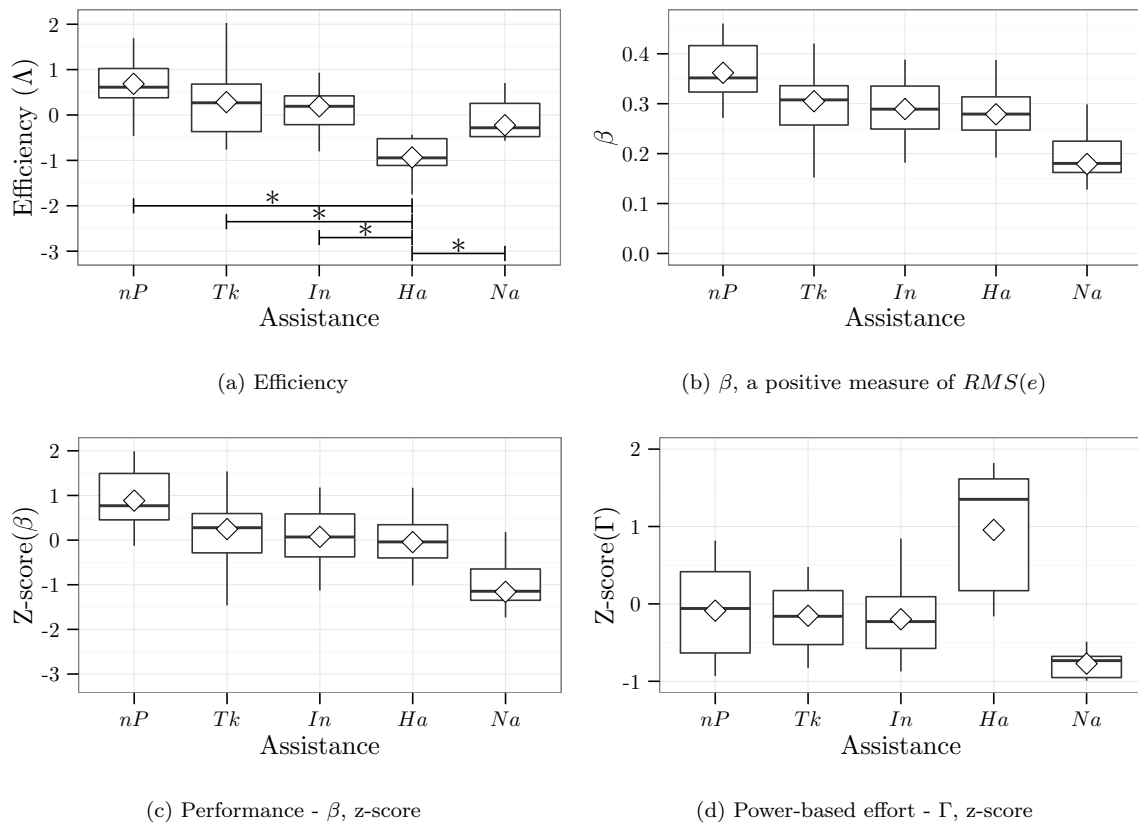 2
1
0
-1
-2
-3
Efficiency (Λ)
*
*
*
*
nP Tk In Ha Na
Assistance
(a) Efficiency
0.4
0.3
0.2
0.1
0.0
β
nP Tk In Ha Na
Assistance
(b) β, a positive measure of RMS(e)
2
1
0
-1
-2
-3
Z-score(β)
nP Tk In Ha Na
Assistance
(c) Performance - β, z-score
2
1
0
-1
Z-score(Γ)
nP Tk In Ha Na
Assistance
(d) Power-based effort - Γ, z-score